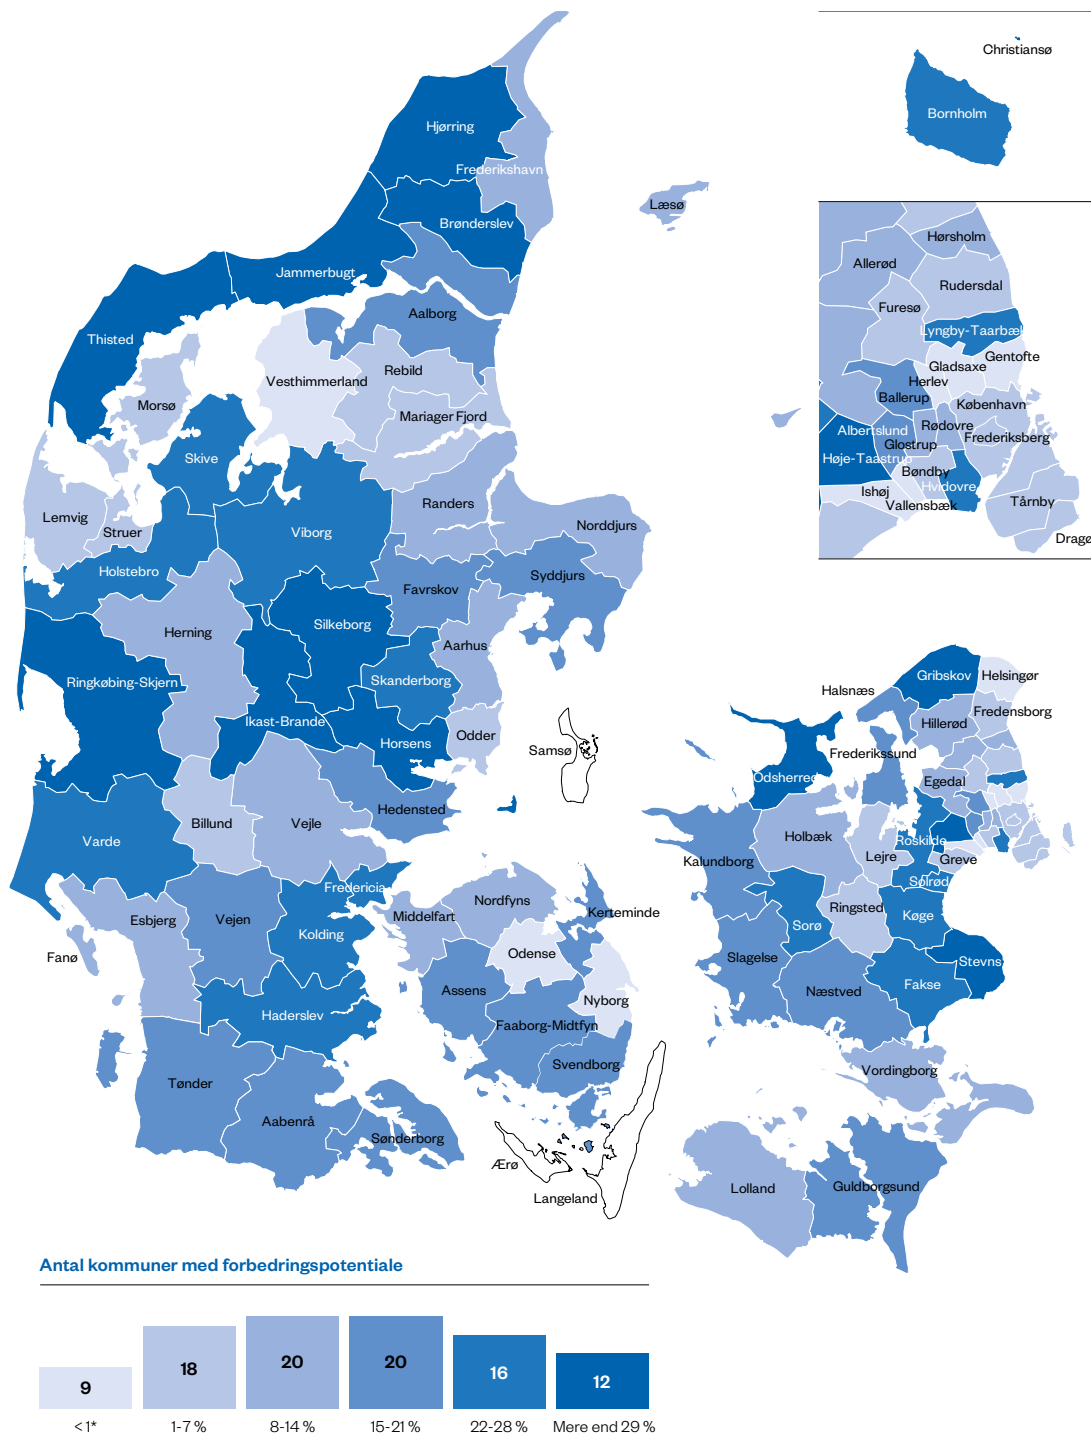 Christiansø
Bornholm
Hjørring
Frederikshavn
Læsø
Brønderslev
Jammerbugt
Aalborg
Thisted
Vesthimmerland
Rebild
Morsø
Mariager Fjord
Skive
Randers
Lemvig
Struer
Viborg
Norddjurs
Holstebro
Favrskov
Syddjurs
Herning
Silkeborg
Aarhus
Ringkøbing-Skjern
Skanderborg
Ikast-Brande
Horsens
Odder
Samsø
Hedensted
Billund
Vejle
Varde
Fredericia
Esbjerg
Vejen
Kolding
Fanø
Haderslev
Tønder
Aabenrå
Sønderborg
Nordfyns
Middelfart
Kerteminde
Odense
Assens
Nyborg
Faaborg-Midtfyn
Svendborg
Ærø
Langeland
Hørsholm
Allerød
Rudersdal
Furesø
Lyngby-Taarbæk
Gentofte
Gladsaxe
Herlev
Ballerup
København
Albertslund
Rødovre
Frederiksberg
Glostrup
Høje-Taastrup
Bøndby
Hvidovre
Ishøj
Vallensbæk
Tårnby
Dragø
Gribskov
Helsingør
Halsnæs
Hillerød
Fredensborg
Frederikssund
Odsherred
Egedal
Holbæk
Roskilde
Kalundborg
Lejre
Greve
Solrød
Ringsted
Køge
Sorø
Slagelse
Stevns
Næstved
Fakse
Vordingborg
Lolland
Guldborgsund
Antal kommuner med forbedringspotentiale
9
18
20
20
16
12
<1*
1-7 %
8-14 %
15-21 %
22-28 %
Mere end 29 %